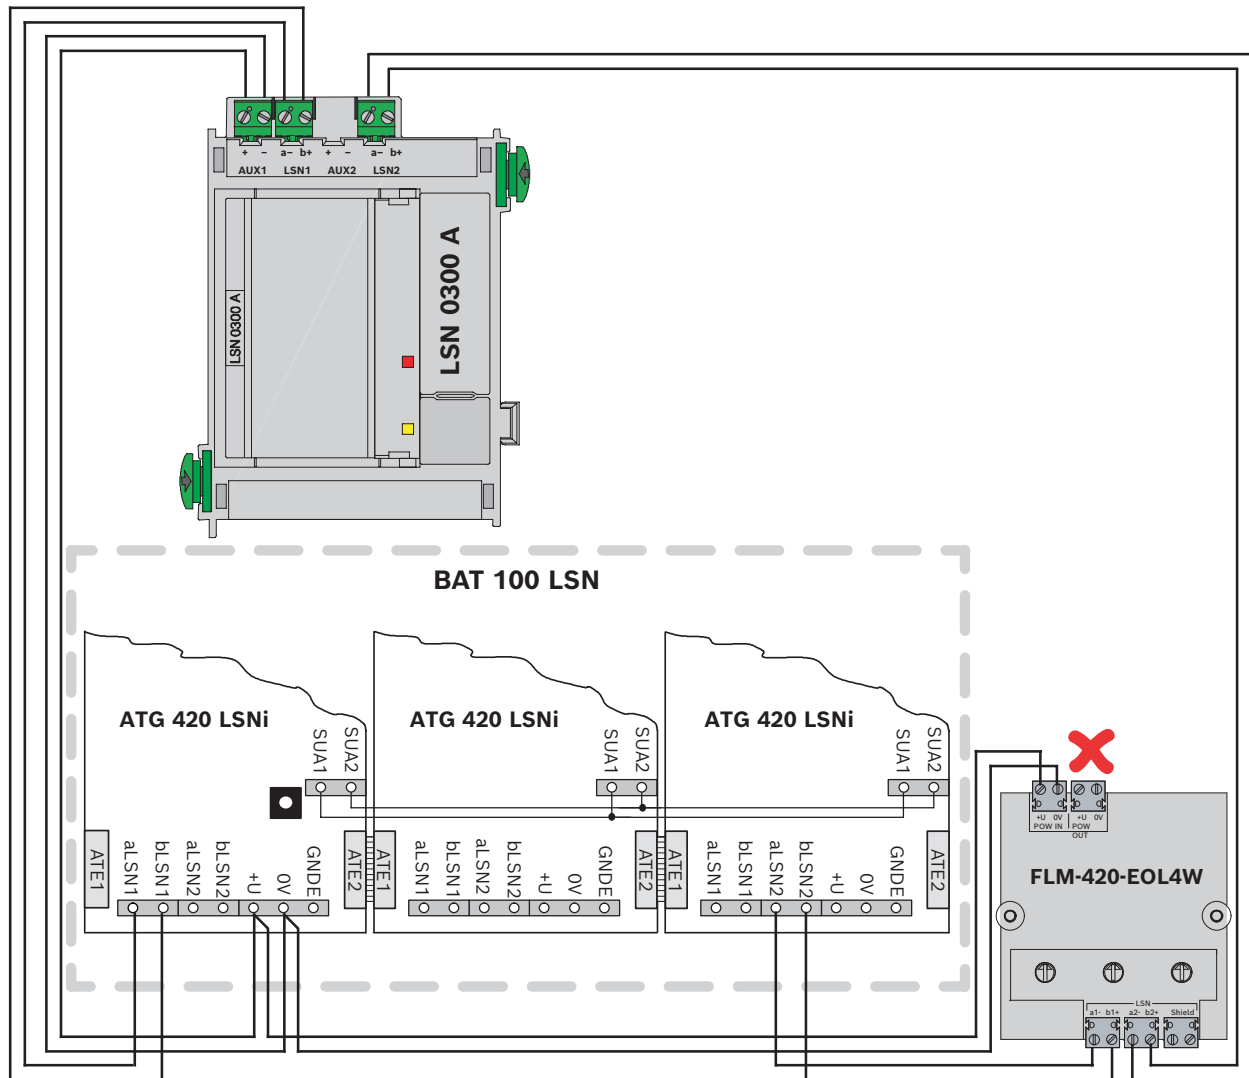 + − a− b+ + − a− b+
AUX1 LSN1 AUX2 LSN2
LSN 0300 A
LSN 0300 A
BAT 100 LSN
ATG 420 LSNi
ATG 420 LSNi
ATG 420 LSNi
SUA1 SUA2
SUA1 SUA2
SUA1 SUA2
ATE1 aLSN1 bLSN1 aLSN2 bLSN2 +U 0V GNDE ATE2
ATE1 aLSN1 bLSN1 aLSN2 bLSN2 +U 0V GNDE ATE2
ATE1 aLSN1 bLSN1 aLSN2 bLSN2 +U 0V GNDE ATE2
+U 0V +U 0V
POW IN POW
OUT
FLM-420-EOL4W
LSN
a1- b1+ a2- b2+ Shield